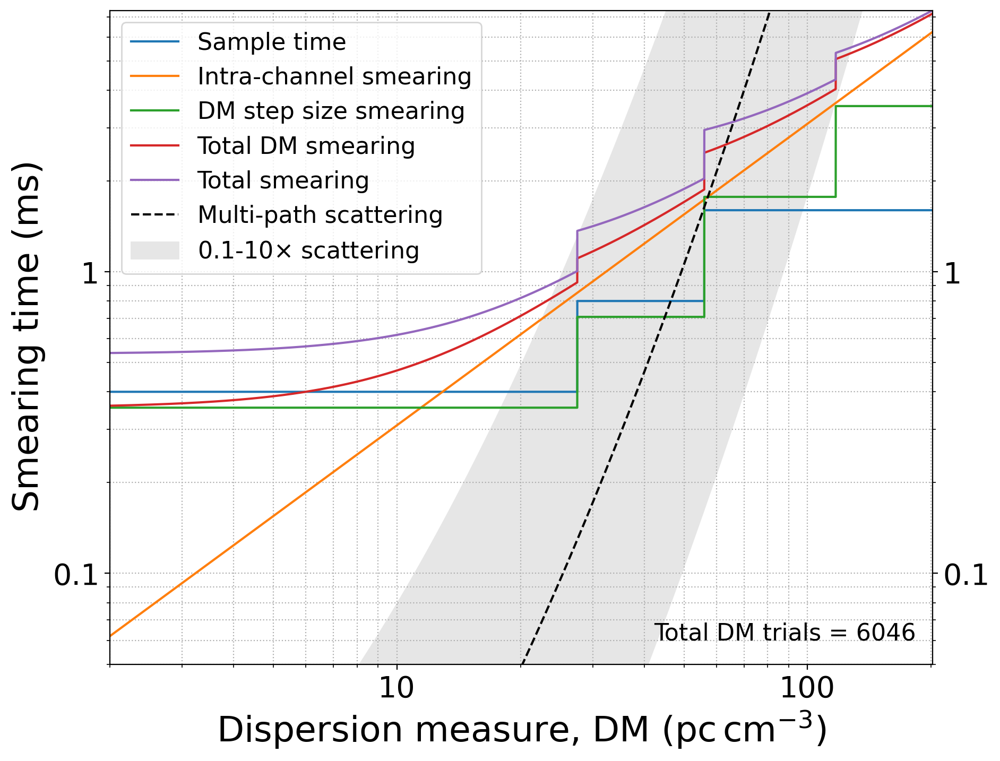 Sample time
Intra-channel smearing
DM step size smearing
Total DM smearing
Total smearing
Multi-path scattering
0.1-10× scattering
Smearing time (ms)
1
0.1
1
0.1
Total DM trials = 6046
10
100
Dispersion measure, DM (pc cm⁻³)